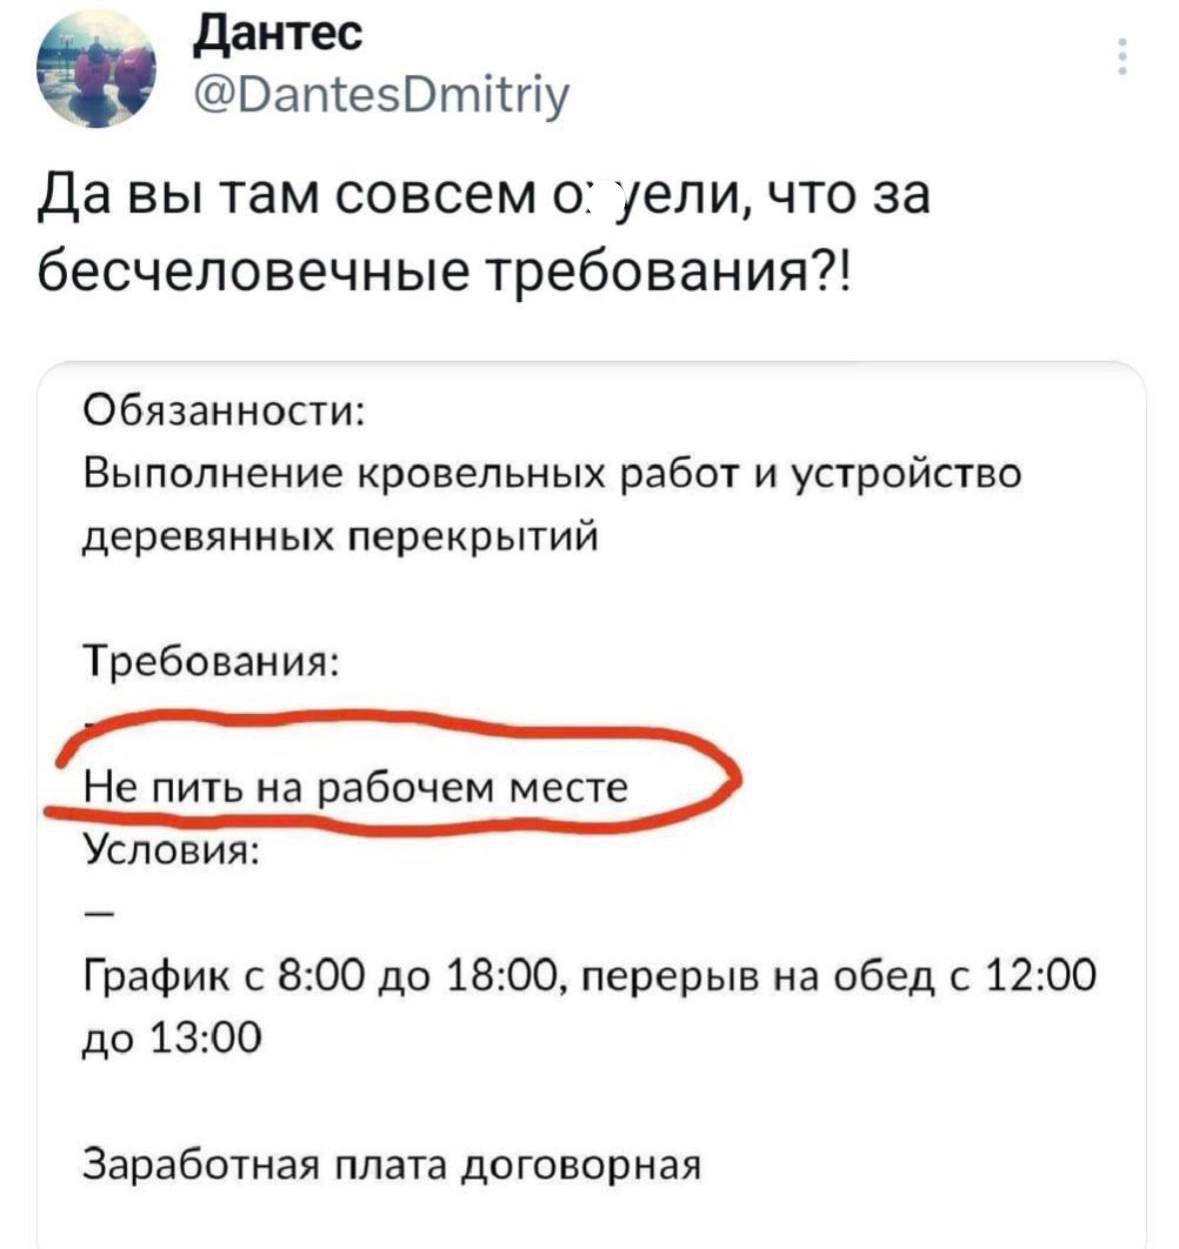 Дантес
@DantesDmitriy
Да вы там совсем о уели, что за
бесчеловечные требования?!
Обязанности:
Выполнение кровельных работ и устройство
деревянных перекрытий
Требования:
-
Не пить на рабочем месте
Условия:
—
График с 8:00 до 18:00, перерыв на обед с 12:00
до 13:00
Заработная плата договорная